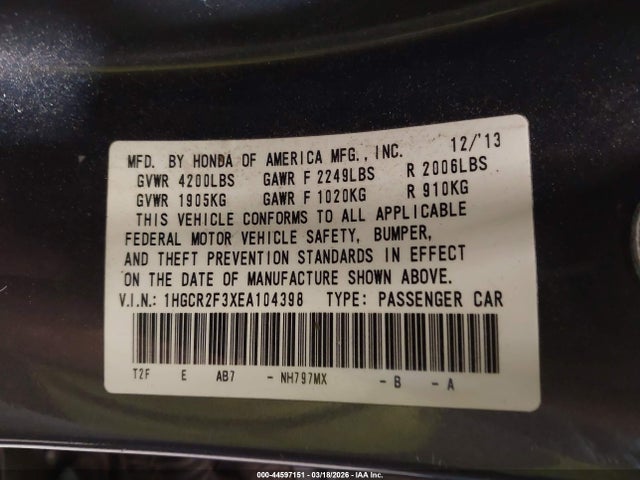 MFD. BY HONDA OF AMERICA MFG., INC. 12/'13
GVWR 4200LBS GAWR F 2249LBS R 2006LBS
GVWR 1905KG GAWR F 1020KG R 910KG
THIS VEHICLE CONFORMS TO ALL APPLICABLE
FEDERAL MOTOR VEHICLE SAFETY, BUMPER,
AND THEFT PREVENTION STANDARDS IN EFFECT
ON THE DATE OF MANUFACTURE SHOWN ABOVE.
V.I.N.: 1HGCR2F3XEA104398 TYPE: PASSENGER CAR
T2F E AB7 - NH797MX - B - A
000-44597151 | 03/18/2026 | IAA Inc.